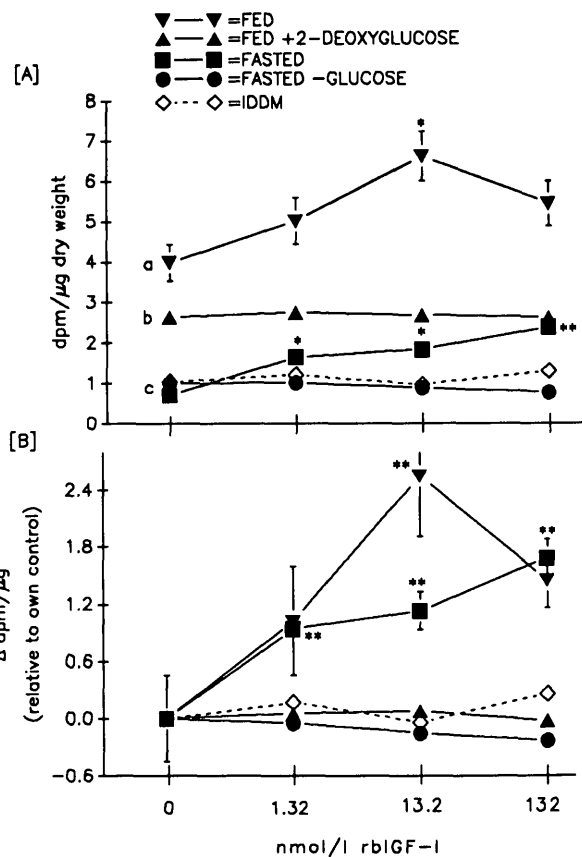 =FED
=FED +2-DEOXYGLUCOSE
=FASTED
=FASTED -GLUCOSE
=IDDM
[A]
dpm/μg dry weight
8
7
6
5
4
3
2
1
0
a
b
c
*
*
*
**
[B]
Δ dpm/μg
(relative to own control)
2.4
1.8
1.2
0.6
0.0
-0.6
**
**
**
**
0 1.32 13.2 132
nmol/l rbIGF-I